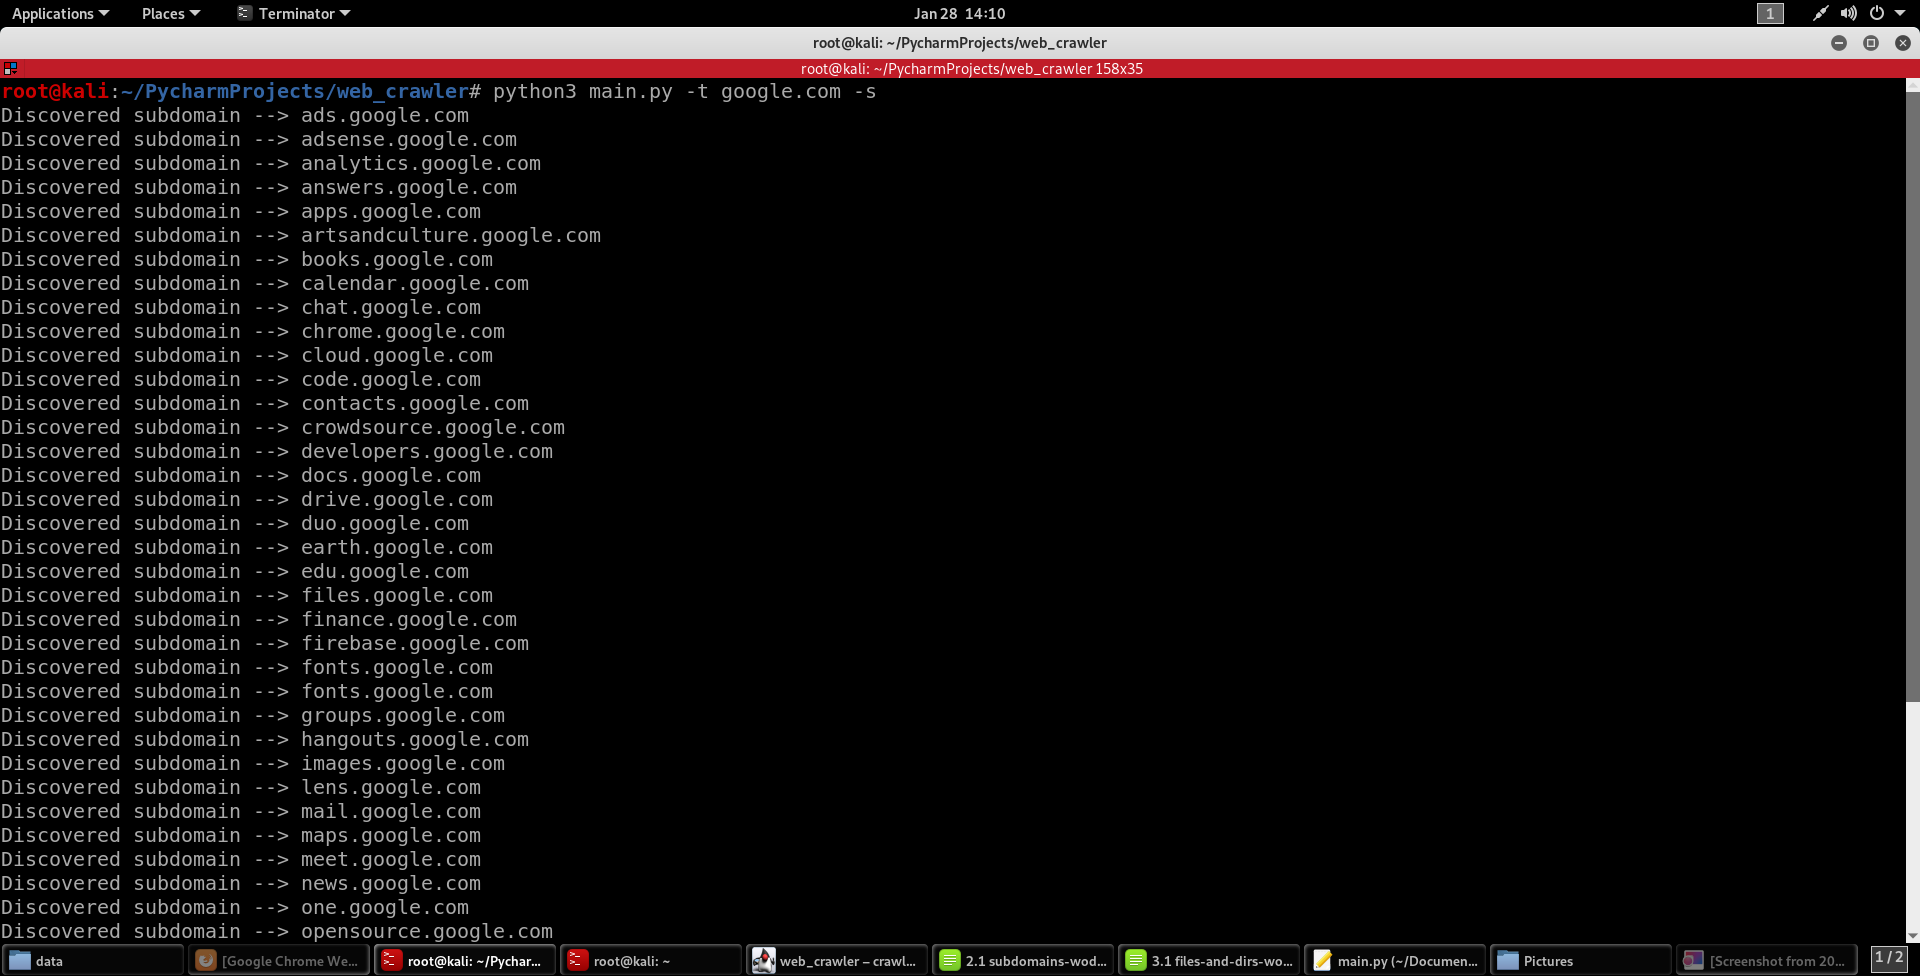 Applications Places Terminator Jan 28 14:10 1
root@kali: ~/PycharmProjects/web_crawler
root@kali: ~/PycharmProjects/web_crawler 158x35
root@kali:~/PycharmProjects/web_crawler# python3 main.py -t google.com -s
Discovered subdomain --> ads.google.com
Discovered subdomain --> adsense.google.com
Discovered subdomain --> analytics.google.com
Discovered subdomain --> answers.google.com
Discovered subdomain --> apps.google.com
Discovered subdomain --> artsandculture.google.com
Discovered subdomain --> books.google.com
Discovered subdomain --> calendar.google.com
Discovered subdomain --> chat.google.com
Discovered subdomain --> chrome.google.com
Discovered subdomain --> cloud.google.com
Discovered subdomain --> code.google.com
Discovered subdomain --> contacts.google.com
Discovered subdomain --> crowdsource.google.com
Discovered subdomain --> developers.google.com
Discovered subdomain --> docs.google.com
Discovered subdomain --> drive.google.com
Discovered subdomain --> duo.google.com
Discovered subdomain --> earth.google.com
Discovered subdomain --> edu.google.com
Discovered subdomain --> files.google.com
Discovered subdomain --> finance.google.com
Discovered subdomain --> firebase.google.com
Discovered subdomain --> fonts.google.com
Discovered subdomain --> fonts.google.com
Discovered subdomain --> groups.google.com
Discovered subdomain --> hangouts.google.com
Discovered subdomain --> images.google.com
Discovered subdomain --> lens.google.com
Discovered subdomain --> mail.google.com
Discovered subdomain --> maps.google.com
Discovered subdomain --> meet.google.com
Discovered subdomain --> news.google.com
Discovered subdomain --> one.google.com
Discovered subdomain --> opensource.google.com
data [Google Chrome We... root@kali: ~/Pychar... root@kali: ~ web_crawler – crawl... 2.1 subdomains-wod... 3.1 files-and-dirs-wo... main.py (~/Documen... Pictures [Screenshot from 20... 1 / 2